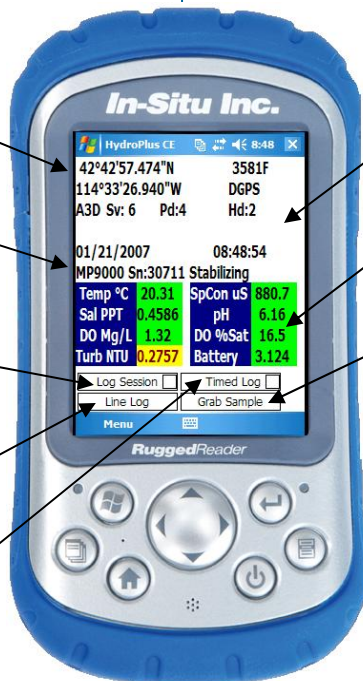 In-Situ Inc.
HydroPlus CE 8:48
42°42'57.474"N 3581F
114°33'26.940"W DGPS
A3D Sv: 6 Pd:4 Hd:2
01/21/2007 08:48:54
MP9000 Sn:30711 Stabilizing
Temp °C 20.31 SpCon uS 880.7
Sal PPT 0.4586 pH 6.16
DO Mg/L 1.32 DO %Sat 16.5
Turb NTU 0.2757 Battery 3.124
Log Session Timed Log
Line Log Grab Sample
Menu
RuggedReader